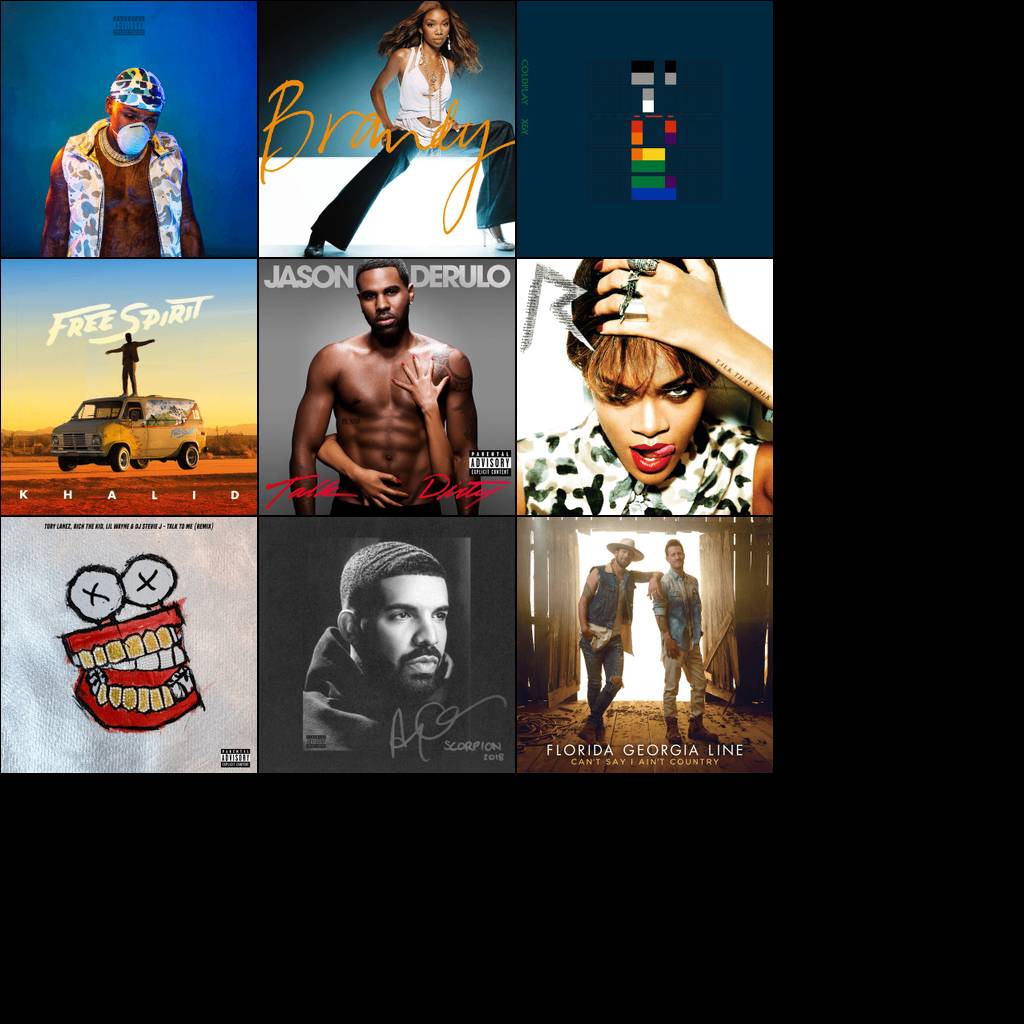 Brandy
COLDPLAY X&Y
FREE SPIRIT
KHALID
JASON DERULO
PARENTAL
ADVISORY
EXPLICIT CONTENT
Talk Dirty
R
TALK THAT TALK
TORY LANEZ, RICH THE KID, LIL WAYNE & DJ STEVIE J - TALK TO ME (REMIX)
PARENTAL
ADVISORY
EXPLICIT CONTENT
SCORPION
2018
FLORIDA GEORGIA LINE
CAN'T SAY I AIN'T COUNTRY